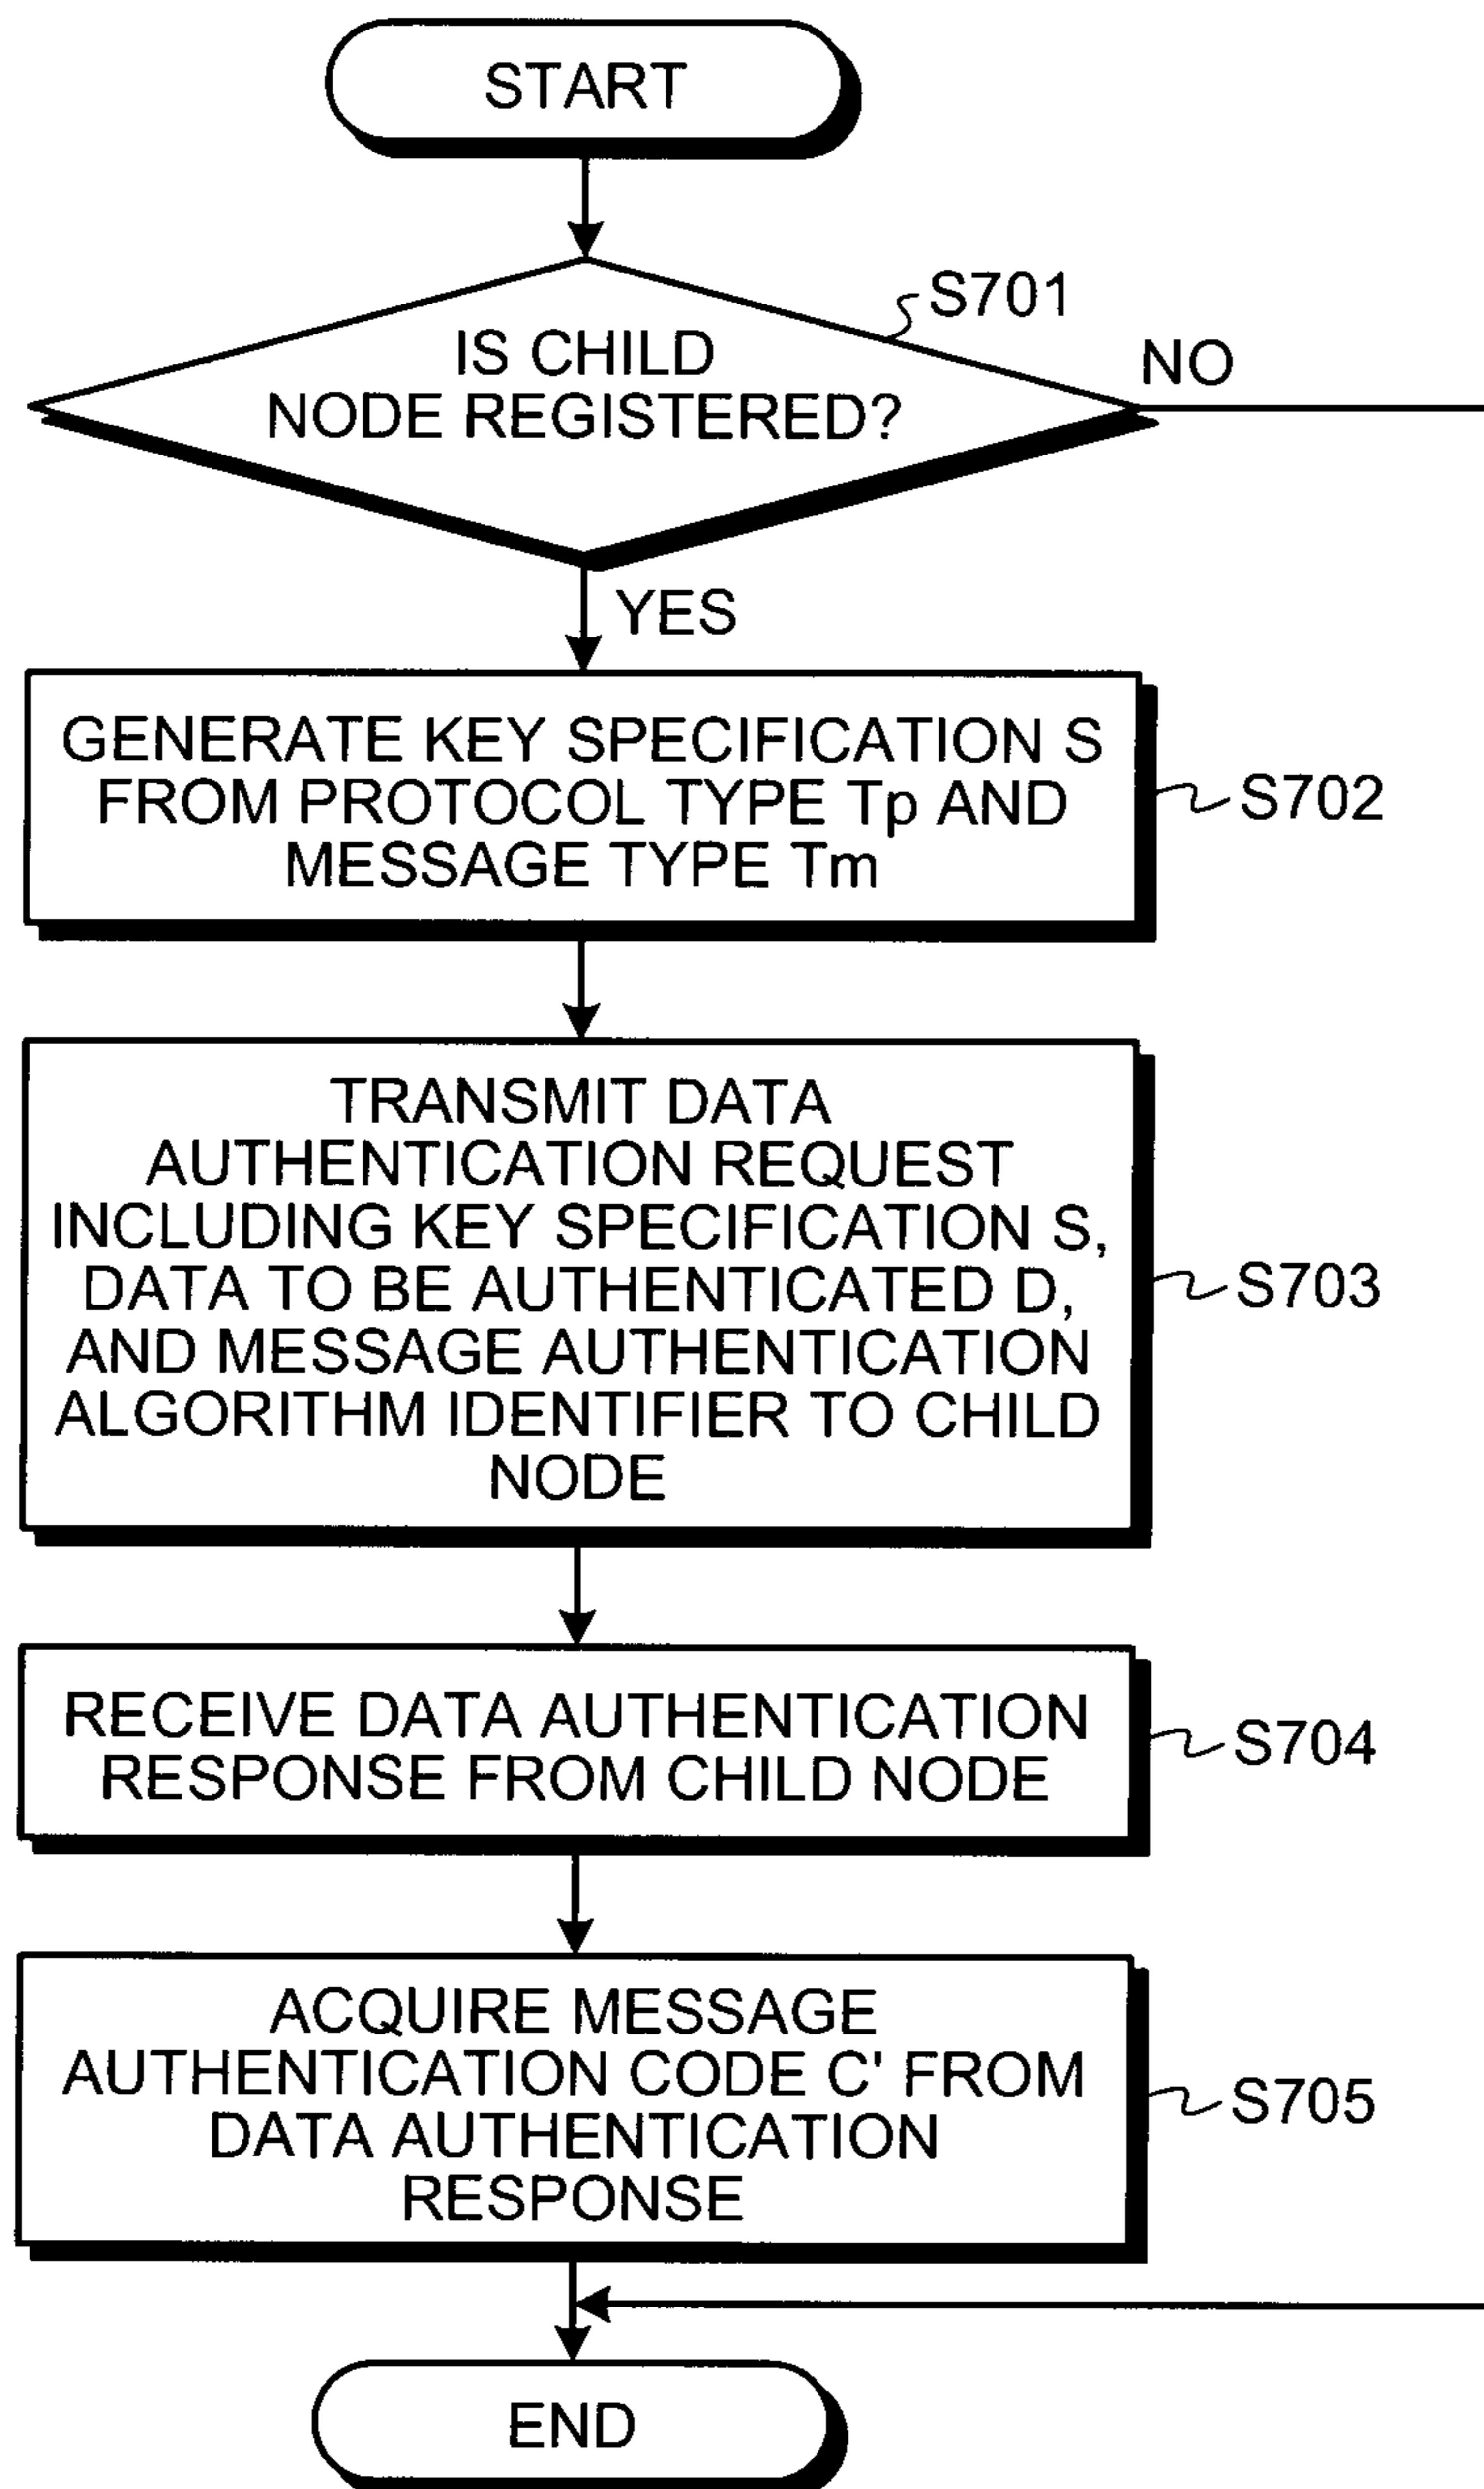 START
S701
IS CHILD
NODE REGISTERED?
NO
YES
GENERATE KEY SPECIFICATION S
FROM PROTOCOL TYPE Tp AND
MESSAGE TYPE Tm
S702
TRANSMIT DATA
AUTHENTICATION REQUEST
INCLUDING KEY SPECIFICATION S,
DATA TO BE AUTHENTICATED D,
AND MESSAGE AUTHENTICATION
ALGORITHM IDENTIFIER TO CHILD
NODE
S703
RECEIVE DATA AUTHENTICATION
RESPONSE FROM CHILD NODE
S704
ACQUIRE MESSAGE
AUTHENTICATION CODE C' FROM
DATA AUTHENTICATION
RESPONSE
S705
END